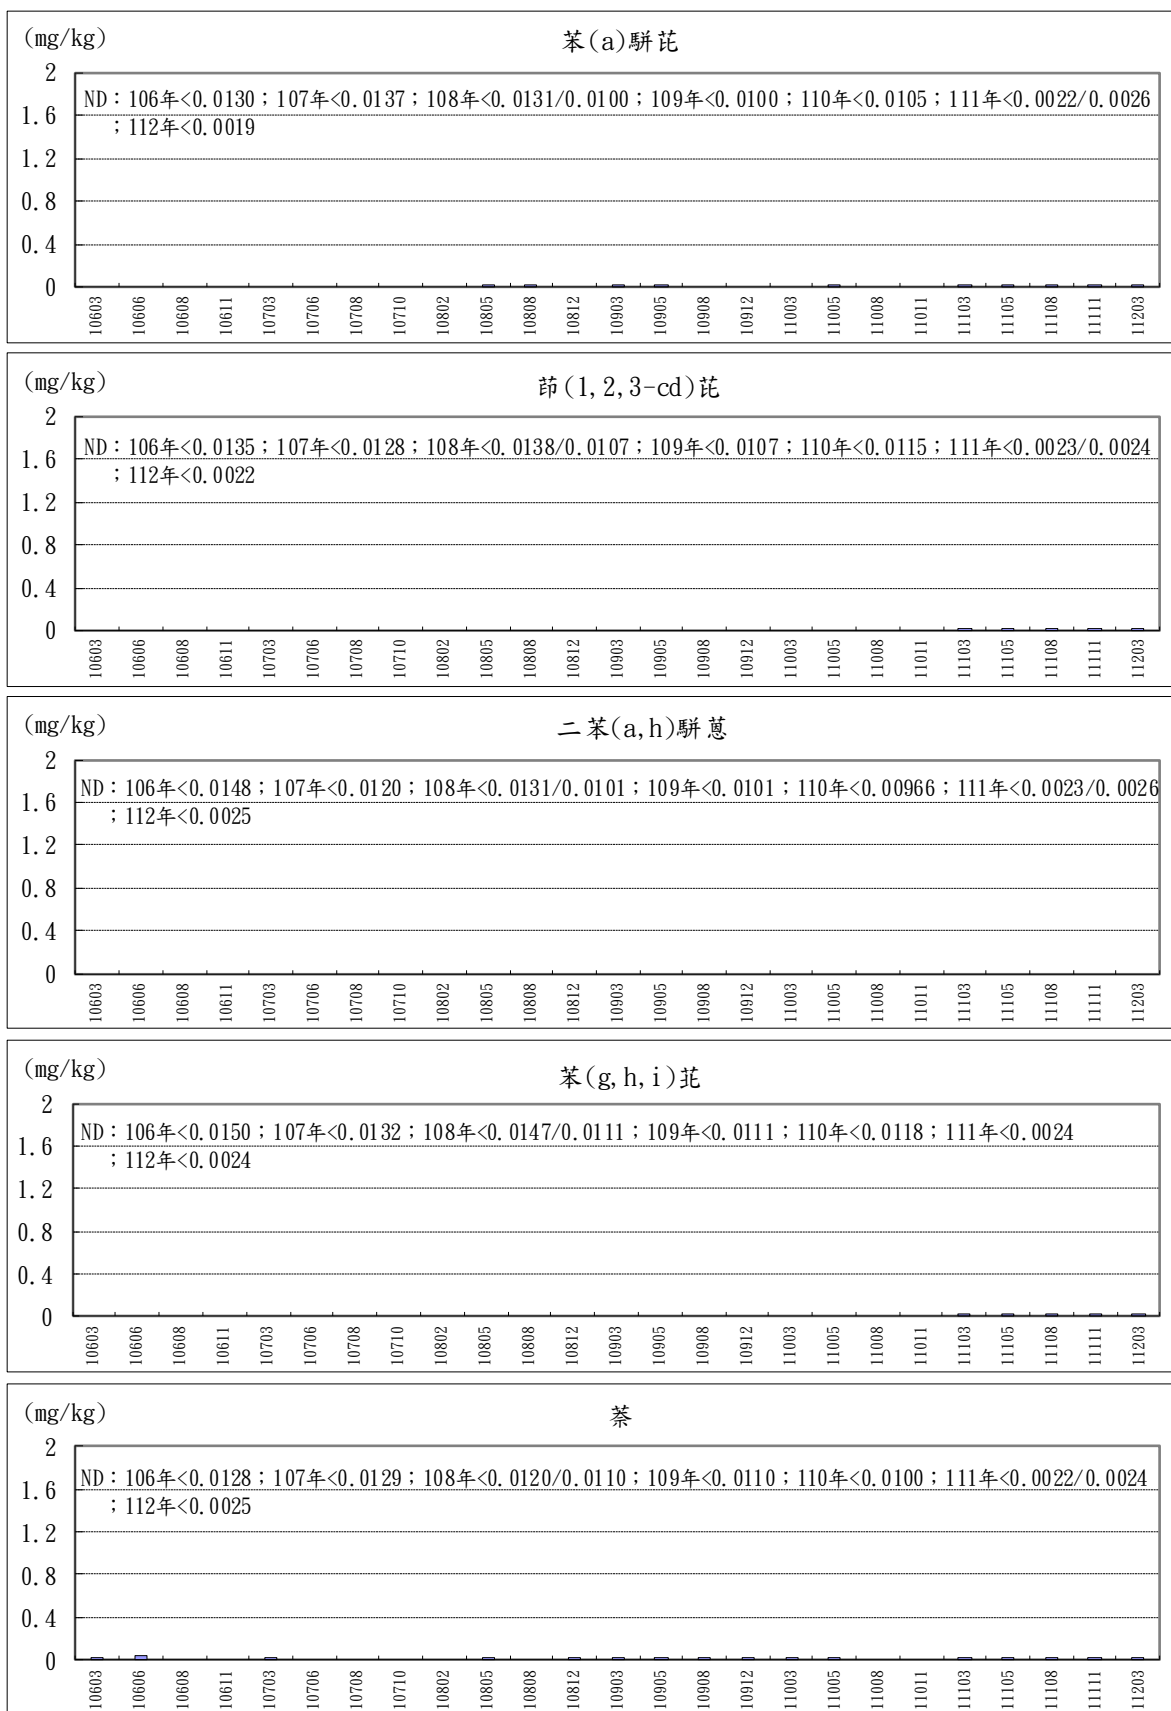 (mg/kg)
苯(a)駢芘
2
ND：106年<0.0130；107年<0.0137；108年<0.0131/0.0100；109年<0.0100；110年<0.0105；111年<0.0022/0.0026
1.6
；112年<0.0019
1.2
0.8
0.4
0
10603 10606 10608 10611 10703 10706 10708 10710 10802 10805 10808 10812 10903 10905 10908 10912 11003 11005 11008 11011 11103 11105 11108 11111 11203
(mg/kg)
茚(1,2,3-cd)芘
2
ND：106年<0.0135；107年<0.0128；108年<0.0138/0.0107；109年<0.0107；110年<0.0115；111年<0.0023/0.0024
1.6
；112年<0.0022
1.2
0.8
0.4
0
10603 10606 10608 10611 10703 10706 10708 10710 10802 10805 10808 10812 10903 10905 10908 10912 11003 11005 11008 11011 11103 11105 11108 11111 11203
(mg/kg)
二苯(a,h)駢蒽
2
ND：106年<0.0148；107年<0.0120；108年<0.0131/0.0101；109年<0.0101；110年<0.00966；111年<0.0023/0.0026
1.6
；112年<0.0025
1.2
0.8
0.4
0
10603 10606 10608 10611 10703 10706 10708 10710 10802 10805 10808 10812 10903 10905 10908 10912 11003 11005 11008 11011 11103 11105 11108 11111 11203
(mg/kg)
苯(g,h,i)苝
2
ND：106年<0.0150；107年<0.0132；108年<0.0147/0.0111；109年<0.0111；110年<0.0118；111年<0.0024
1.6
；112年<0.0024
1.2
0.8
0.4
0
10603 10606 10608 10611 10703 10706 10708 10710 10802 10805 10808 10812 10903 10905 10908 10912 11003 11005 11008 11011 11103 11105 11108 11111 11203
(mg/kg)
萘
2
ND：106年<0.0128；107年<0.0129；108年<0.0120/0.0110；109年<0.0110；110年<0.0100；111年<0.0022/0.0024
1.6
；112年<0.0025
1.2
0.8
0.4
0
10603 10606 10608 10611 10703 10706 10708 10710 10802 10805 10808 10812 10903 10905 10908 10912 11003 11005 11008 11011 11103 11105 11108 11111 11203